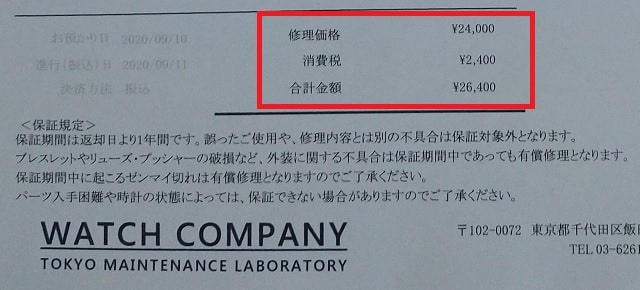 お預かり日 2020/09/10
修理価格 ¥24,000
進行(振込)日 2020/09/11
消費税 ¥2,400
決済方法 振込
合計金額 ¥26,400
＜保証規定＞
保証期間は返却日より1年間です。誤ったご使用や、修理内容とは別の不具合は保証対象外となります。
ブレスレットやリューズ・プッシャーの破損など、外装に関する不具合は保証期間中であっても有償修理となります。
保証期間中に起こるゼンマイ切れは有償修理となりますのでご了承ください。
パーツ入手困難や時計の状態によっては、保証できない場合がありますのでご了承ください。
WATCH COMPANY
TOKYO MAINTENANCE LABORATORY
〒102-0072 東京都千代田区飯田
TEL 03-6261